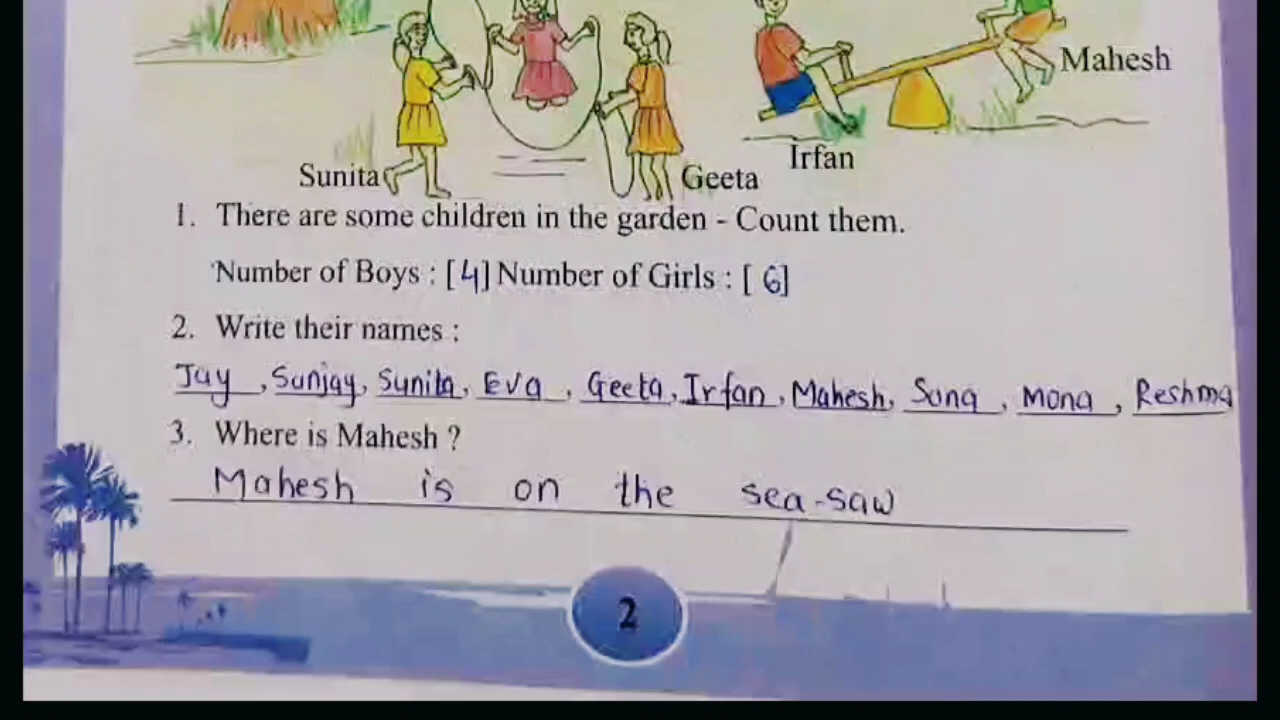 Mahesh
Irfan
Sunita
Geeta
1. There are some children in the garden - Count them.
Number of Boys : [4] Number of Girls : [ 6]
2. Write their names :
Jay , Sanjay, Sunita, Eva , Geeta, Irfan , Mahesh, Sona , Mona , Reshma
3. Where is Mahesh ?
Mahesh is on the sea-saw
2